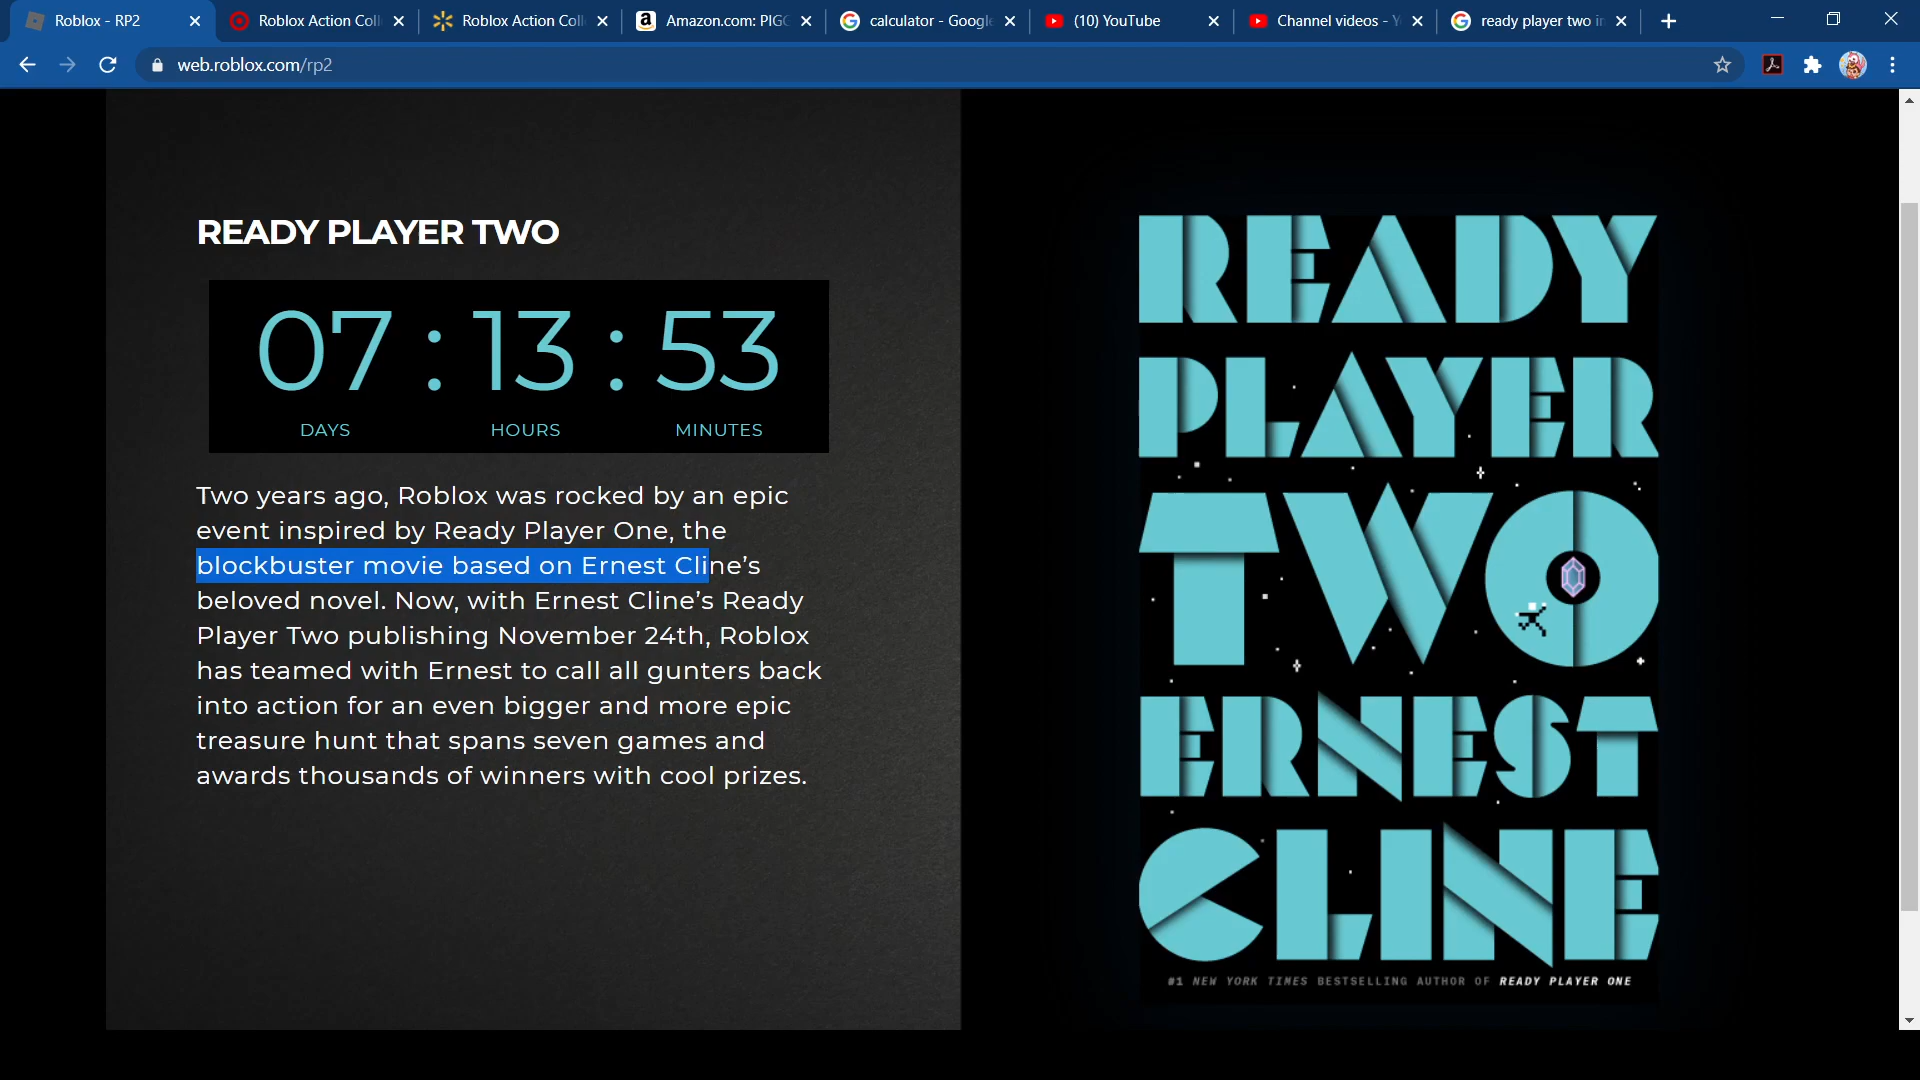 Roblox - RP2
Roblox Action Coll
Roblox Action Colle
Amazon.com: PIGG
calculator - Google
(10) YouTube
Channel videos - Y
ready player two in
web.roblox.com/rp2
READY PLAYER TWO
07 : 13 : 53
DAYS HOURS MINUTES
Two years ago, Roblox was rocked by an epic
event inspired by Ready Player One, the
blockbuster movie based on Ernest Cline’s
beloved novel. Now, with Ernest Cline’s Ready
Player Two publishing November 24th, Roblox
has teamed with Ernest to call all gunters back
into action for an even bigger and more epic
treasure hunt that spans seven games and
awards thousands of winners with cool prizes.
READY
PLAYER
TWO
ERNEST
CLINE
#1 NEW YORK TIMES BESTSELLING AUTHOR OF READY PLAYER ONE